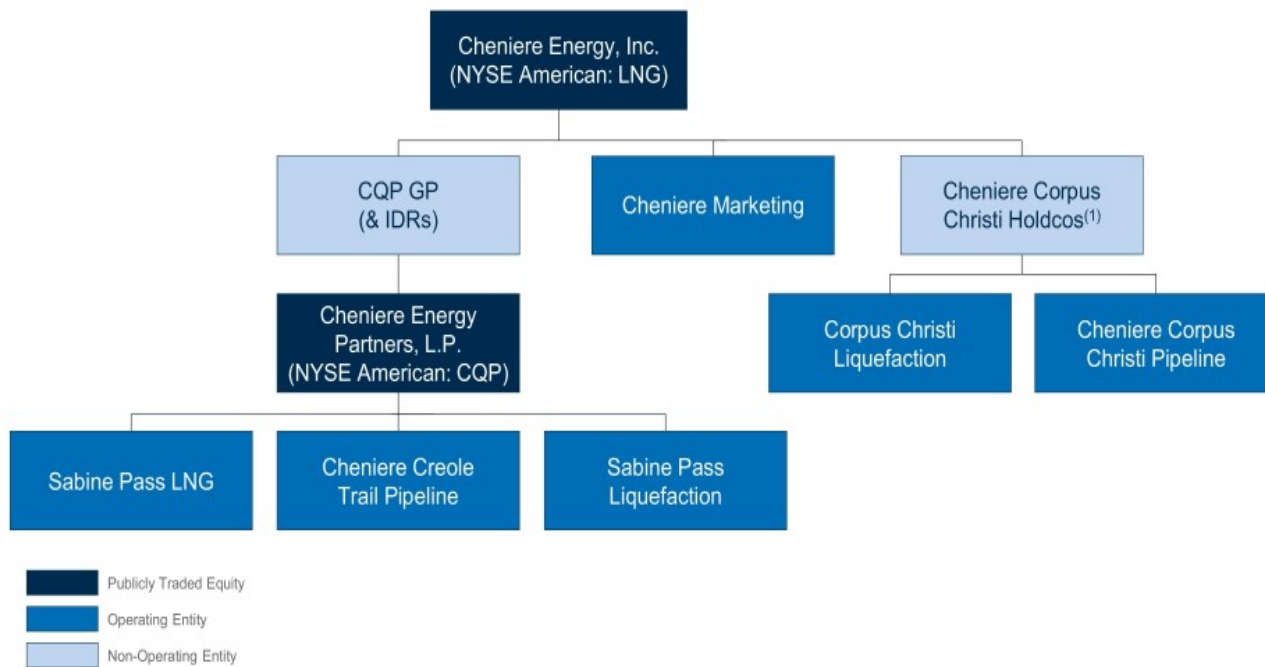 Cheniere Energy, Inc.
(NYSE American: LNG)
CQP GP
(& IDRs)
Cheniere Marketing
Cheniere Corpus
Christi Holdcos(1)
Cheniere Energy
Partners, L.P.
(NYSE American: CQP)
Corpus Christi
Liquefaction
Cheniere Corpus
Christi Pipeline
Sabine Pass LNG
Cheniere Creole
Trail Pipeline
Sabine Pass
Liquefaction
Publicly Traded Equity
Operating Entity
Non-Operating Entity